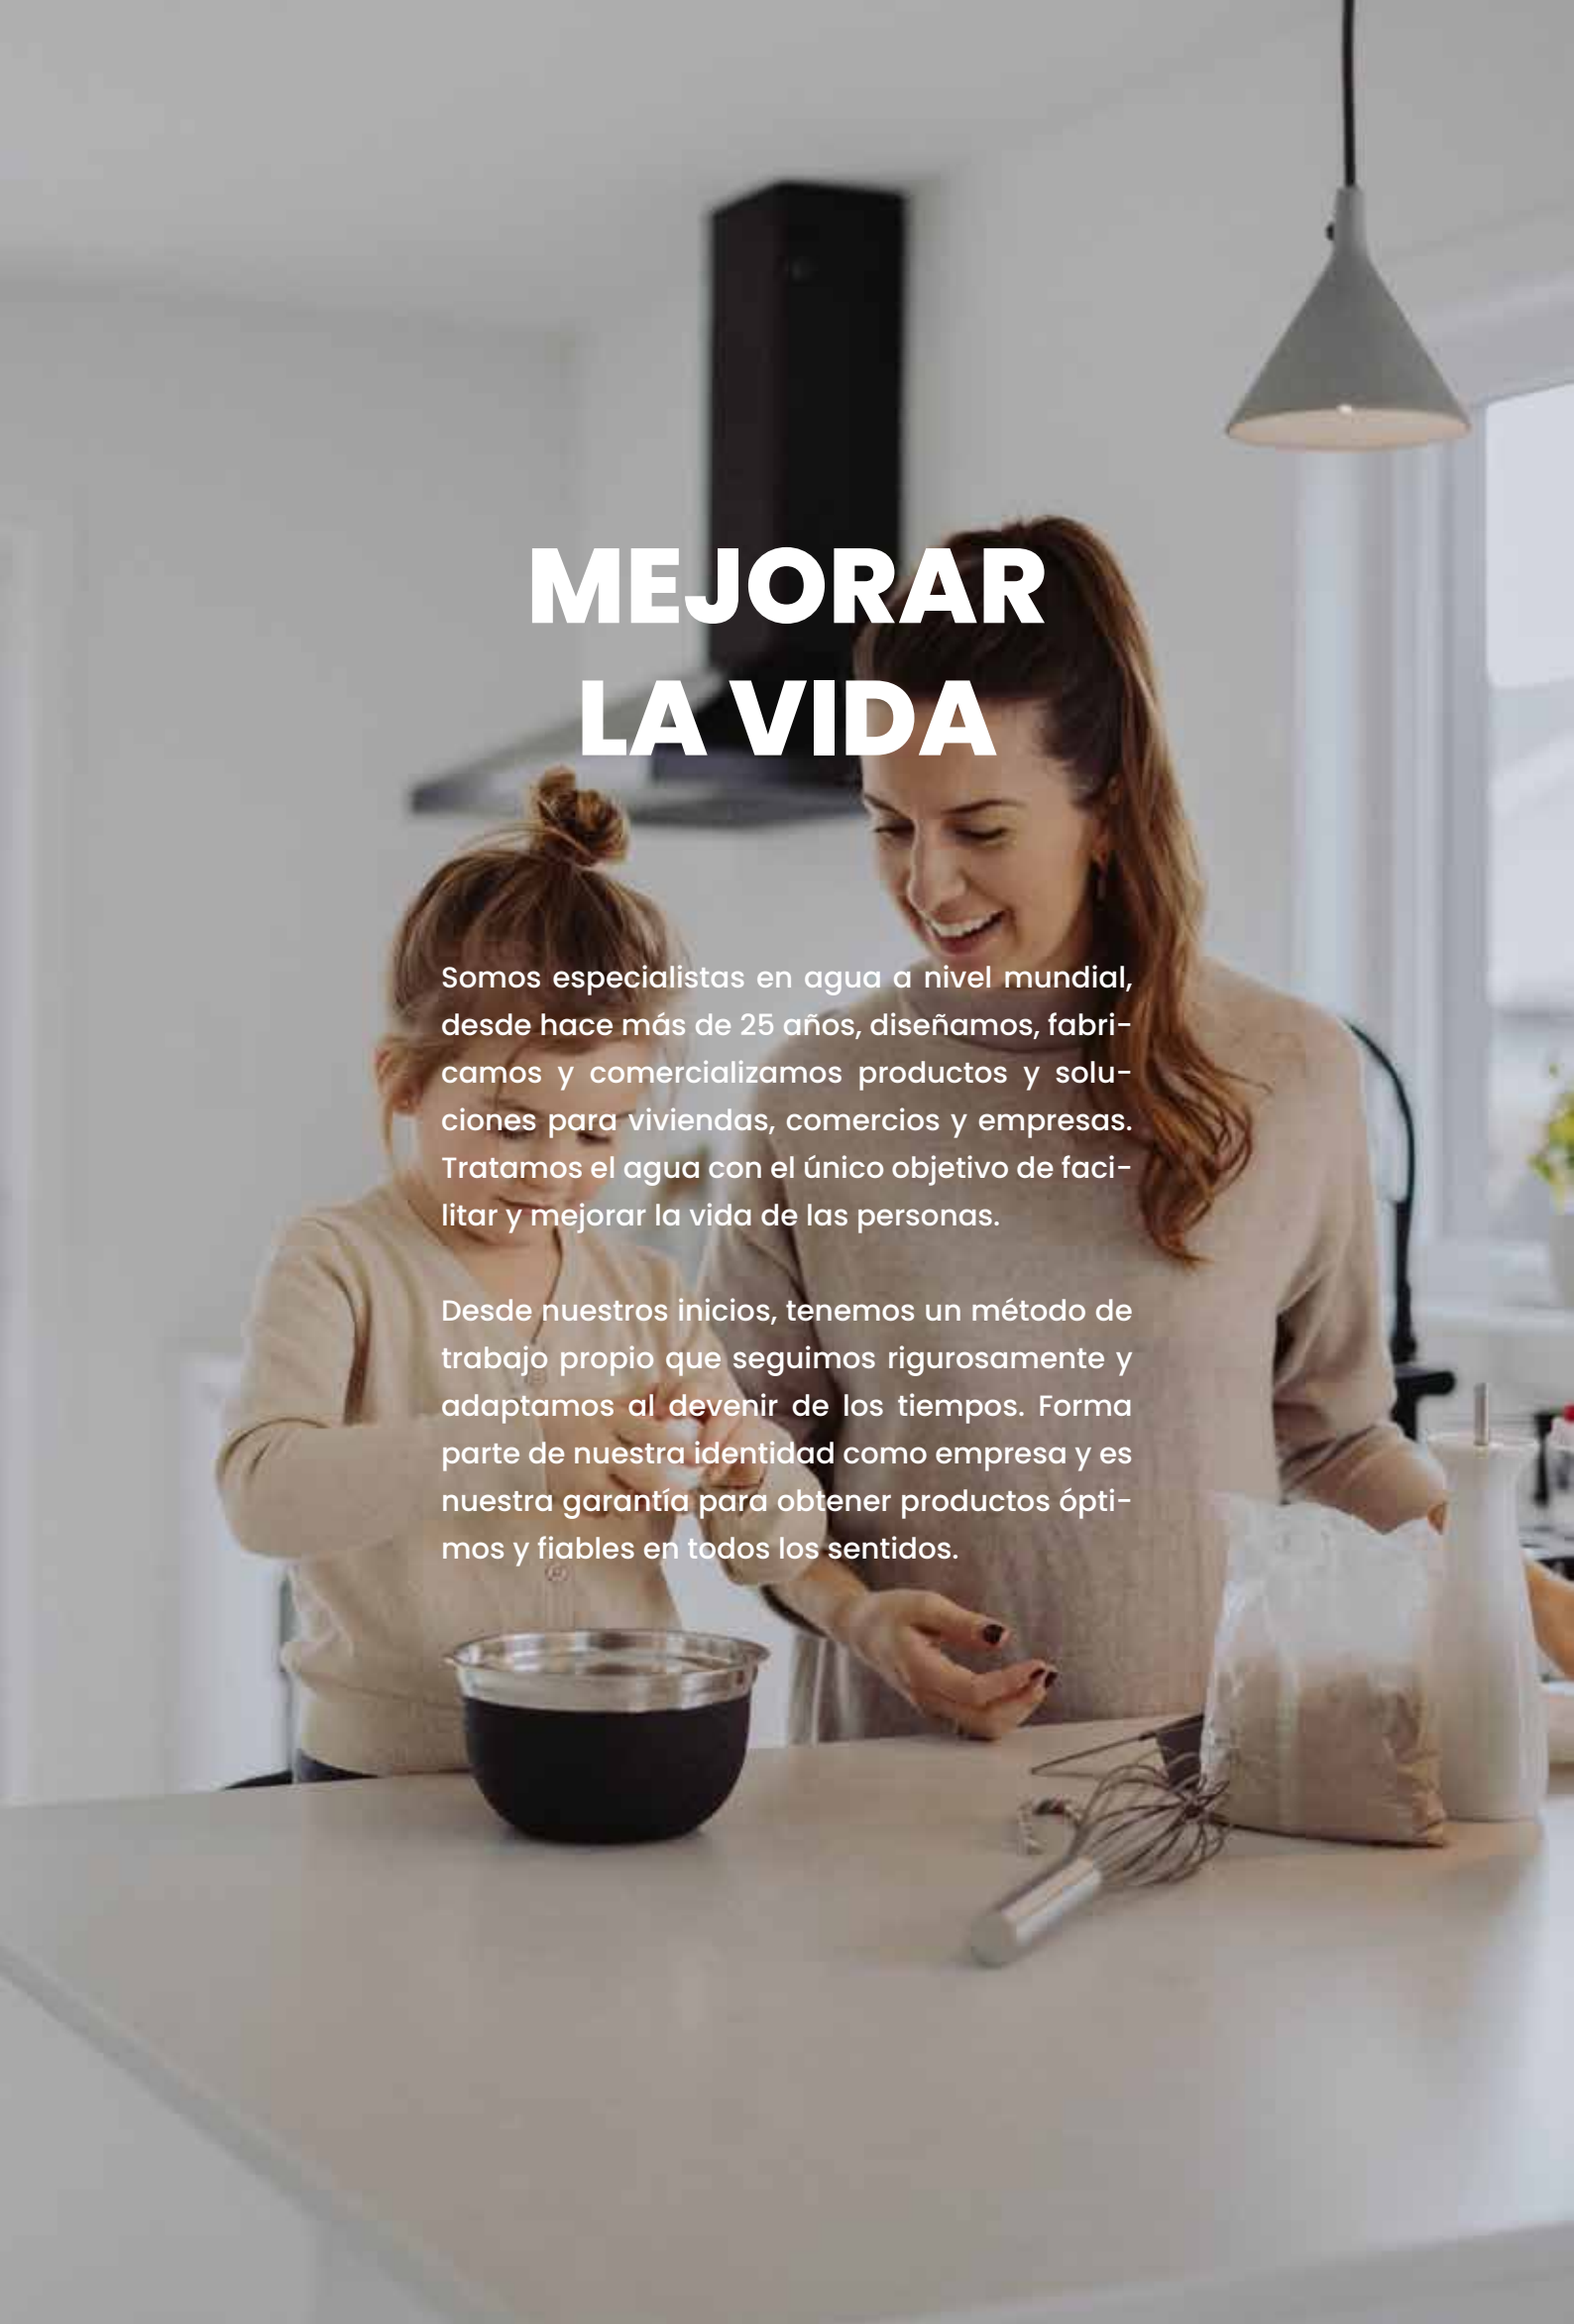 MEJORAR
LA VIDA
Somos especialistas en agua a nivel mundial,
desde hace más de 25 años, diseñamos, fabri-
camos y comercializamos productos y solu-
ciones para viviendas, comercios y empresas.
Tratamos el agua con el único objetivo de faci-
litar y mejorar la vida de las personas.
Desde nuestros inicios, tenemos un método de
trabajo propio que seguimos rigurosamente y
adaptamos al devenir de los tiempos. Forma
parte de nuestra identidad como empresa y es
nuestra garantía para obtener productos ópti-
mos y fiables en todos los sentidos.